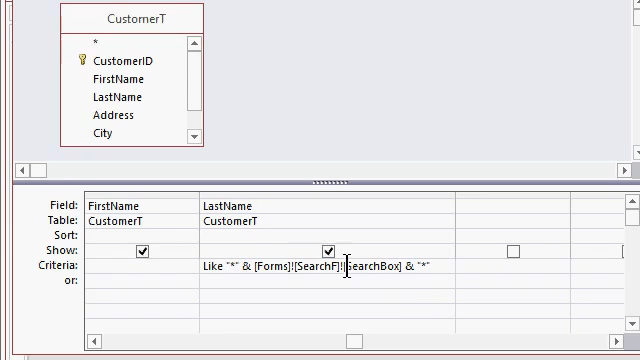 CustomerT
*
CustomerID
FirstName
LastName
Address
City
Field: FirstName LastName
Table: CustomerT CustomerT
Sort:
Show:
Criteria: Like "*" & [Forms]![SearchF]![SearchBox] & "*"
or: